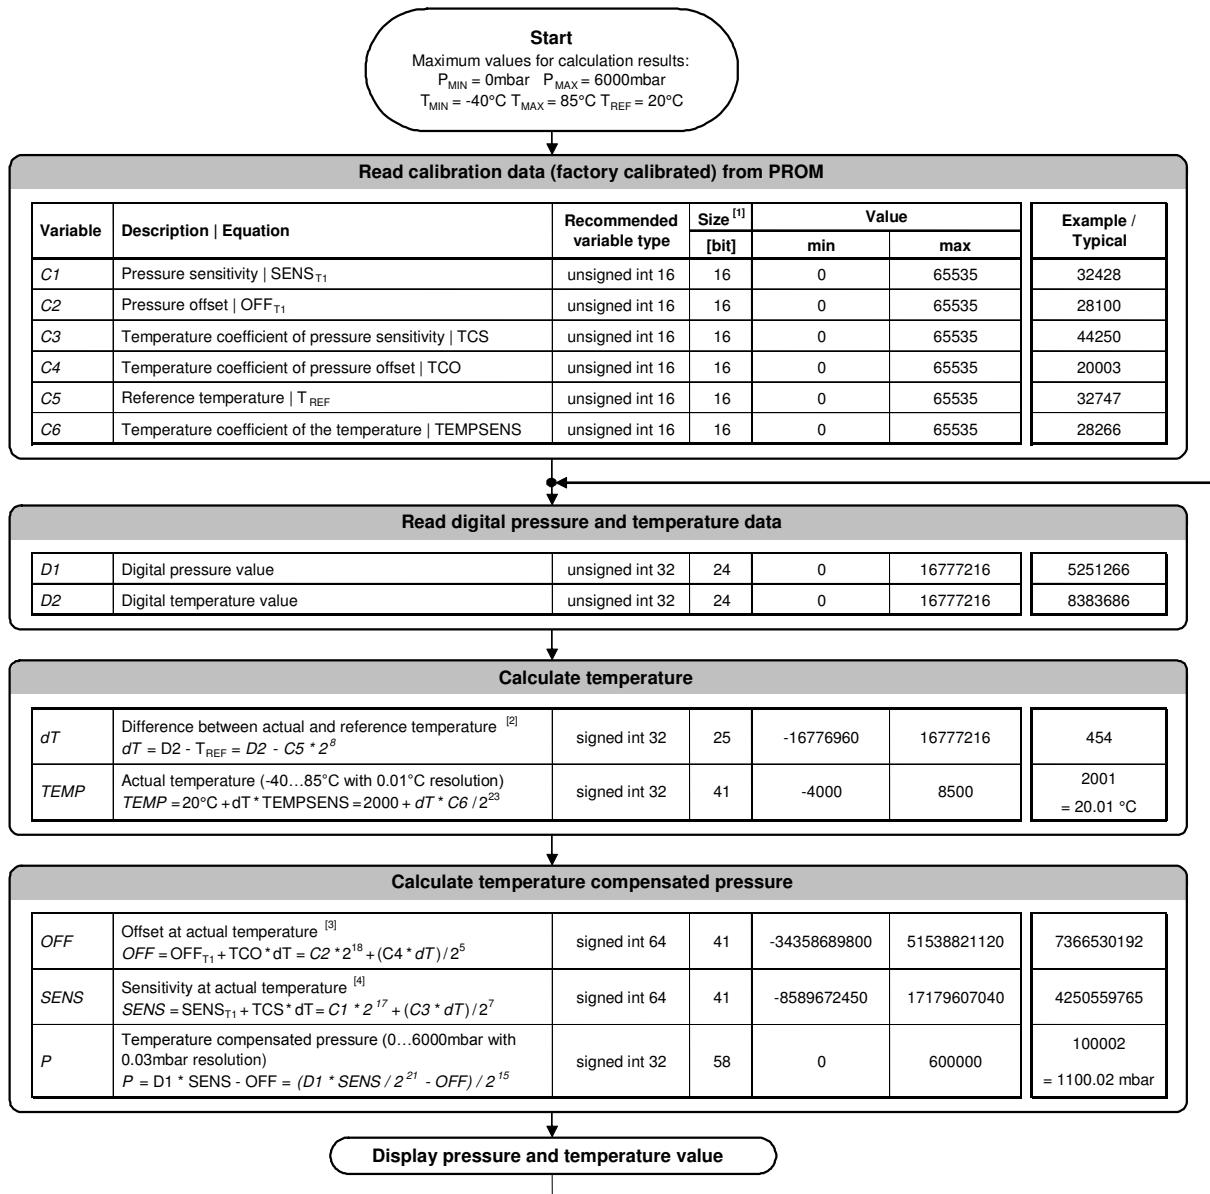 Start
Maximum values for calculation results:
P_MIN = 0mbar P_MAX = 6000mbar
T_MIN = -40°C T_MAX = 85°C T_REF = 20°C
Read calibration data (factory calibrated) from PROM
Variable | Description | Equation | Recommended variable type | Size [1] [bit] | Value min | max | Example / Typical
C1 Pressure sensitivity | SENS_T1 unsigned int 16 16 0 65535 32428
C2 Pressure offset | OFF_T1 unsigned int 16 16 0 65535 28100
C3 Temperature coefficient of pressure sensitivity | TCS unsigned int 16 16 0 65535 44250
C4 Temperature coefficient of pressure offset | TCO unsigned int 16 16 0 65535 20003
C5 Reference temperature | T_REF unsigned int 16 16 0 65535 32747
C6 Temperature coefficient of the temperature | TEMPSENS unsigned int 16 16 0 65535 28266
Read digital pressure and temperature data
D1 Digital pressure value unsigned int 32 24 0 16777216 5251266
D2 Digital temperature value unsigned int 32 24 0 16777216 8383686
Calculate temperature
dT Difference between actual and reference temperature [2]
dT = D2 - T_REF = D2 - C5 * 2^8
signed int 32 25 -16776960 16777216 454
TEMP Actual temperature (-40…85°C with 0.01°C resolution)
TEMP = 20°C + dT * TEMPSENS = 2000 + dT * C6 / 2^23
signed int 32 41 -4000 8500 2001
= 20.01 °C
Calculate temperature compensated pressure
OFF Offset at actual temperature [3]
OFF = OFF_T1 + TCO * dT = C2 * 2^18 + (C4 * dT) / 2^5
signed int 64 41 -34358689800 51538821120 7366530192
SENS Sensitivity at actual temperature [4]
SENS = SENS_T1 + TCS * dT = C1 * 2^17 + (C3 * dT) / 2^7
signed int 64 41 -8589672450 17179607040 4250559765
P Temperature compensated pressure (0…6000mbar with
0.03mbar resolution)
P = D1 * SENS - OFF = (D1 * SENS / 2^21 - OFF) / 2^15
signed int 32 58 0 600000 100002
= 1100.02 mbar
Display pressure and temperature value